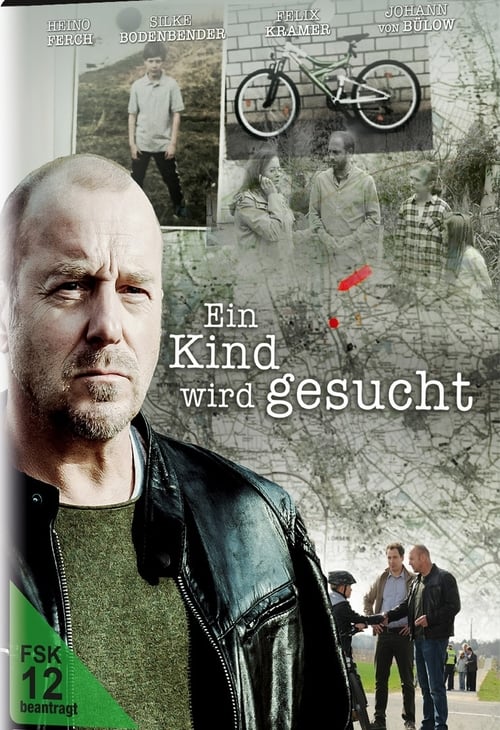 HEINO
FERCH
SILKE
BODENBENDER
FELIX
KRAMER
JOHANN
VON BÜLOW
Ein
Kind
wird gesucht
FSK
12
beantragt